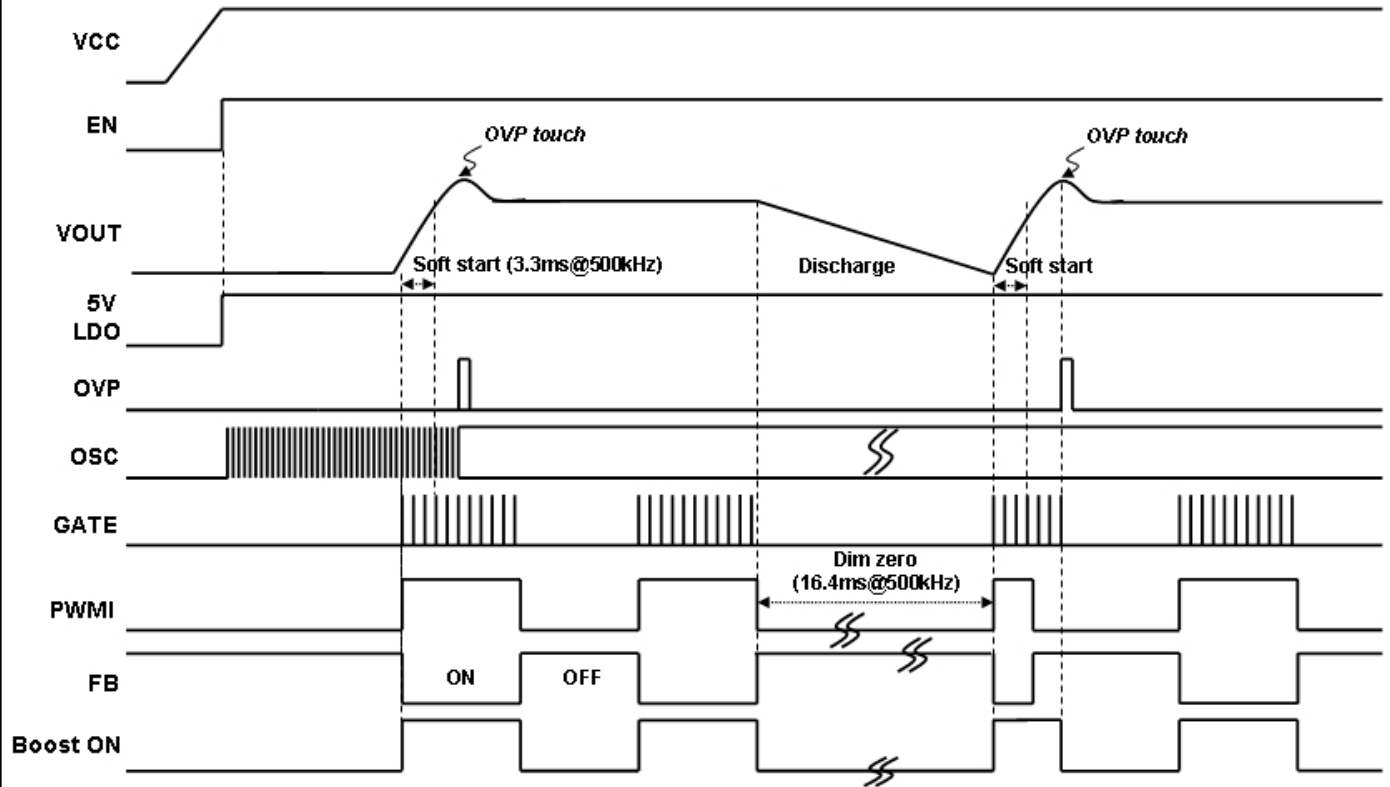 VCC
EN
OVP touch
OVP touch
VOUT
Soft start (3.3ms@500kHz)
Discharge
Soft start
5V
LDO
OVP
OSC
GATE
Dim zero
(16.4ms@500kHz)
PWMI
FB
ON
OFF
Boost ON